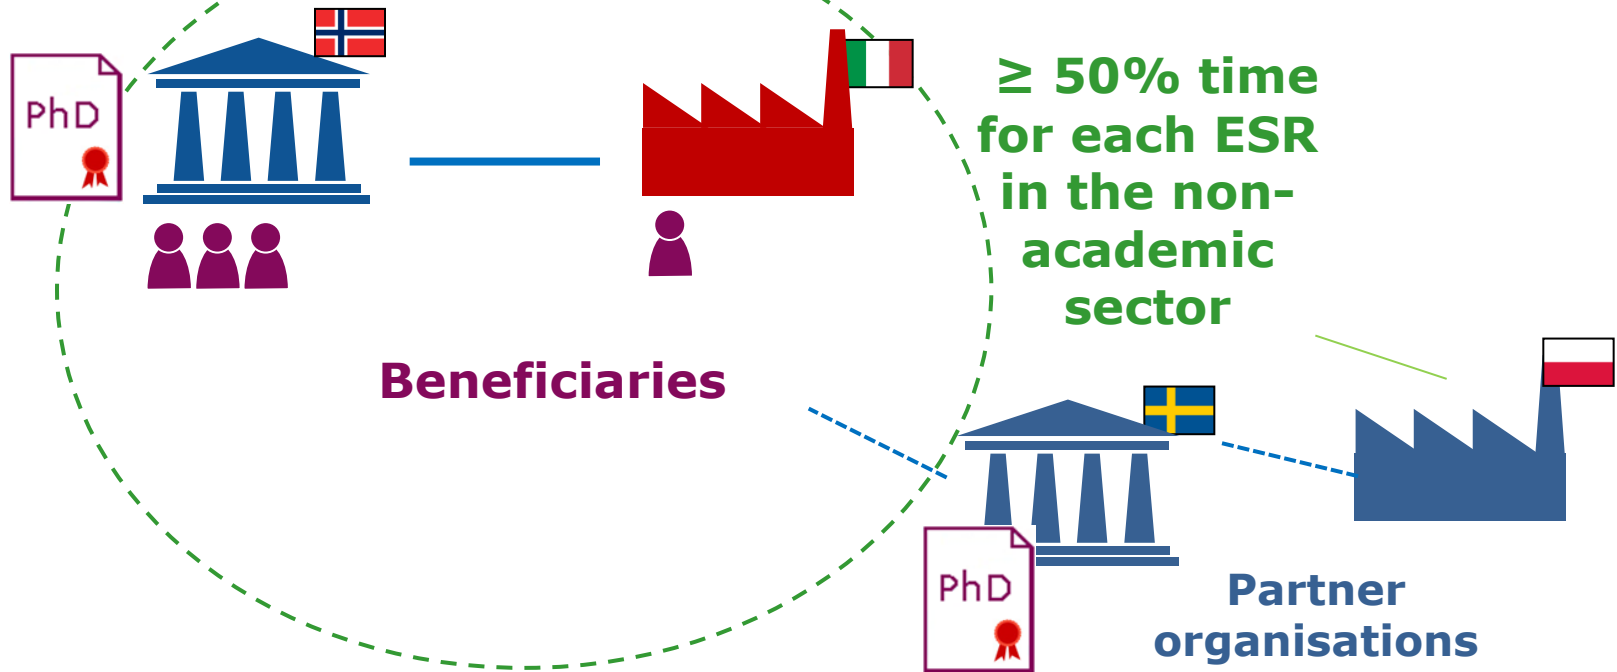 PhD
≥ 50% time
for each ESR
in the non-
academic
sector
Beneficiaries
PhD
Partner
organisations